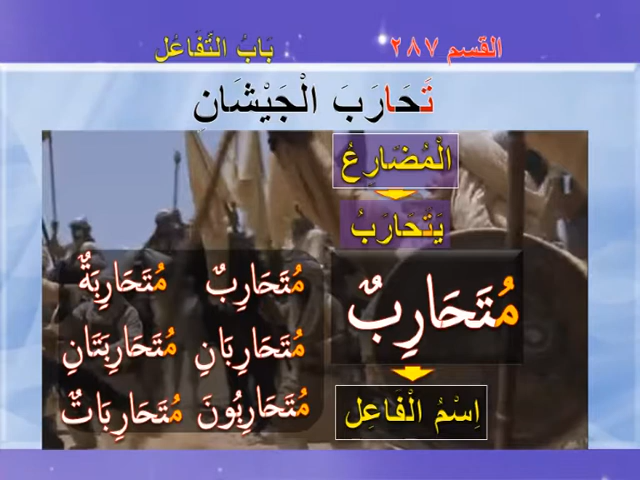 القسم ٢٨٧ بَابُ التَّفَاعُل
تَحَارَبَ الْجَيْشَانِ
الْمُضَارِعُ
يَتَحَارَبُ
مُتَحَارِبٌ
اِسْمُ الْفَاعِل
مُتَحَارِبٌ مُتَحَارِبَةٌ
مُتَحَارِبَانِ مُتَحَارِبَتَانِ
مُتَحَارِبُونَ مُتَحَارِبَاتٌ